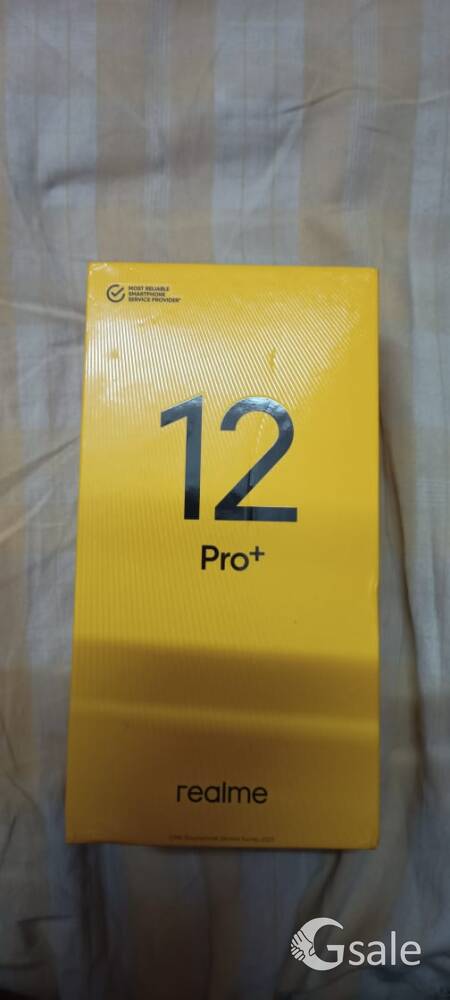 MOST RELIABLE
SMARTPHONE
SERVICE PROVIDER*
12
Pro+
realme
Gsale